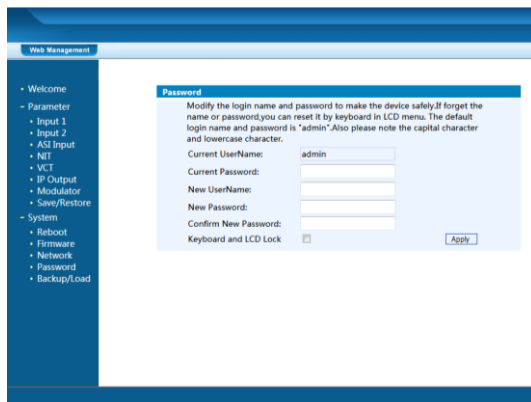 Web Management
Welcome
Parameter
Input 1
Input 2
ASI Input
NIT
VCT
IP Output
Modulator
Save/Restore
System
Reboot
Firmware
Network
Password
Backup/Load
Password
Modify the login name and password to make the device safely.If forget the
name or password,you can reset it by keyboard in LCD menu. The default
login name and password is "admin".Also please note the capital character
and lowercase character.
Current UserName: admin
Current Password:
New UserName:
New Password:
Confirm New Password:
Keyboard and LCD Lock Apply